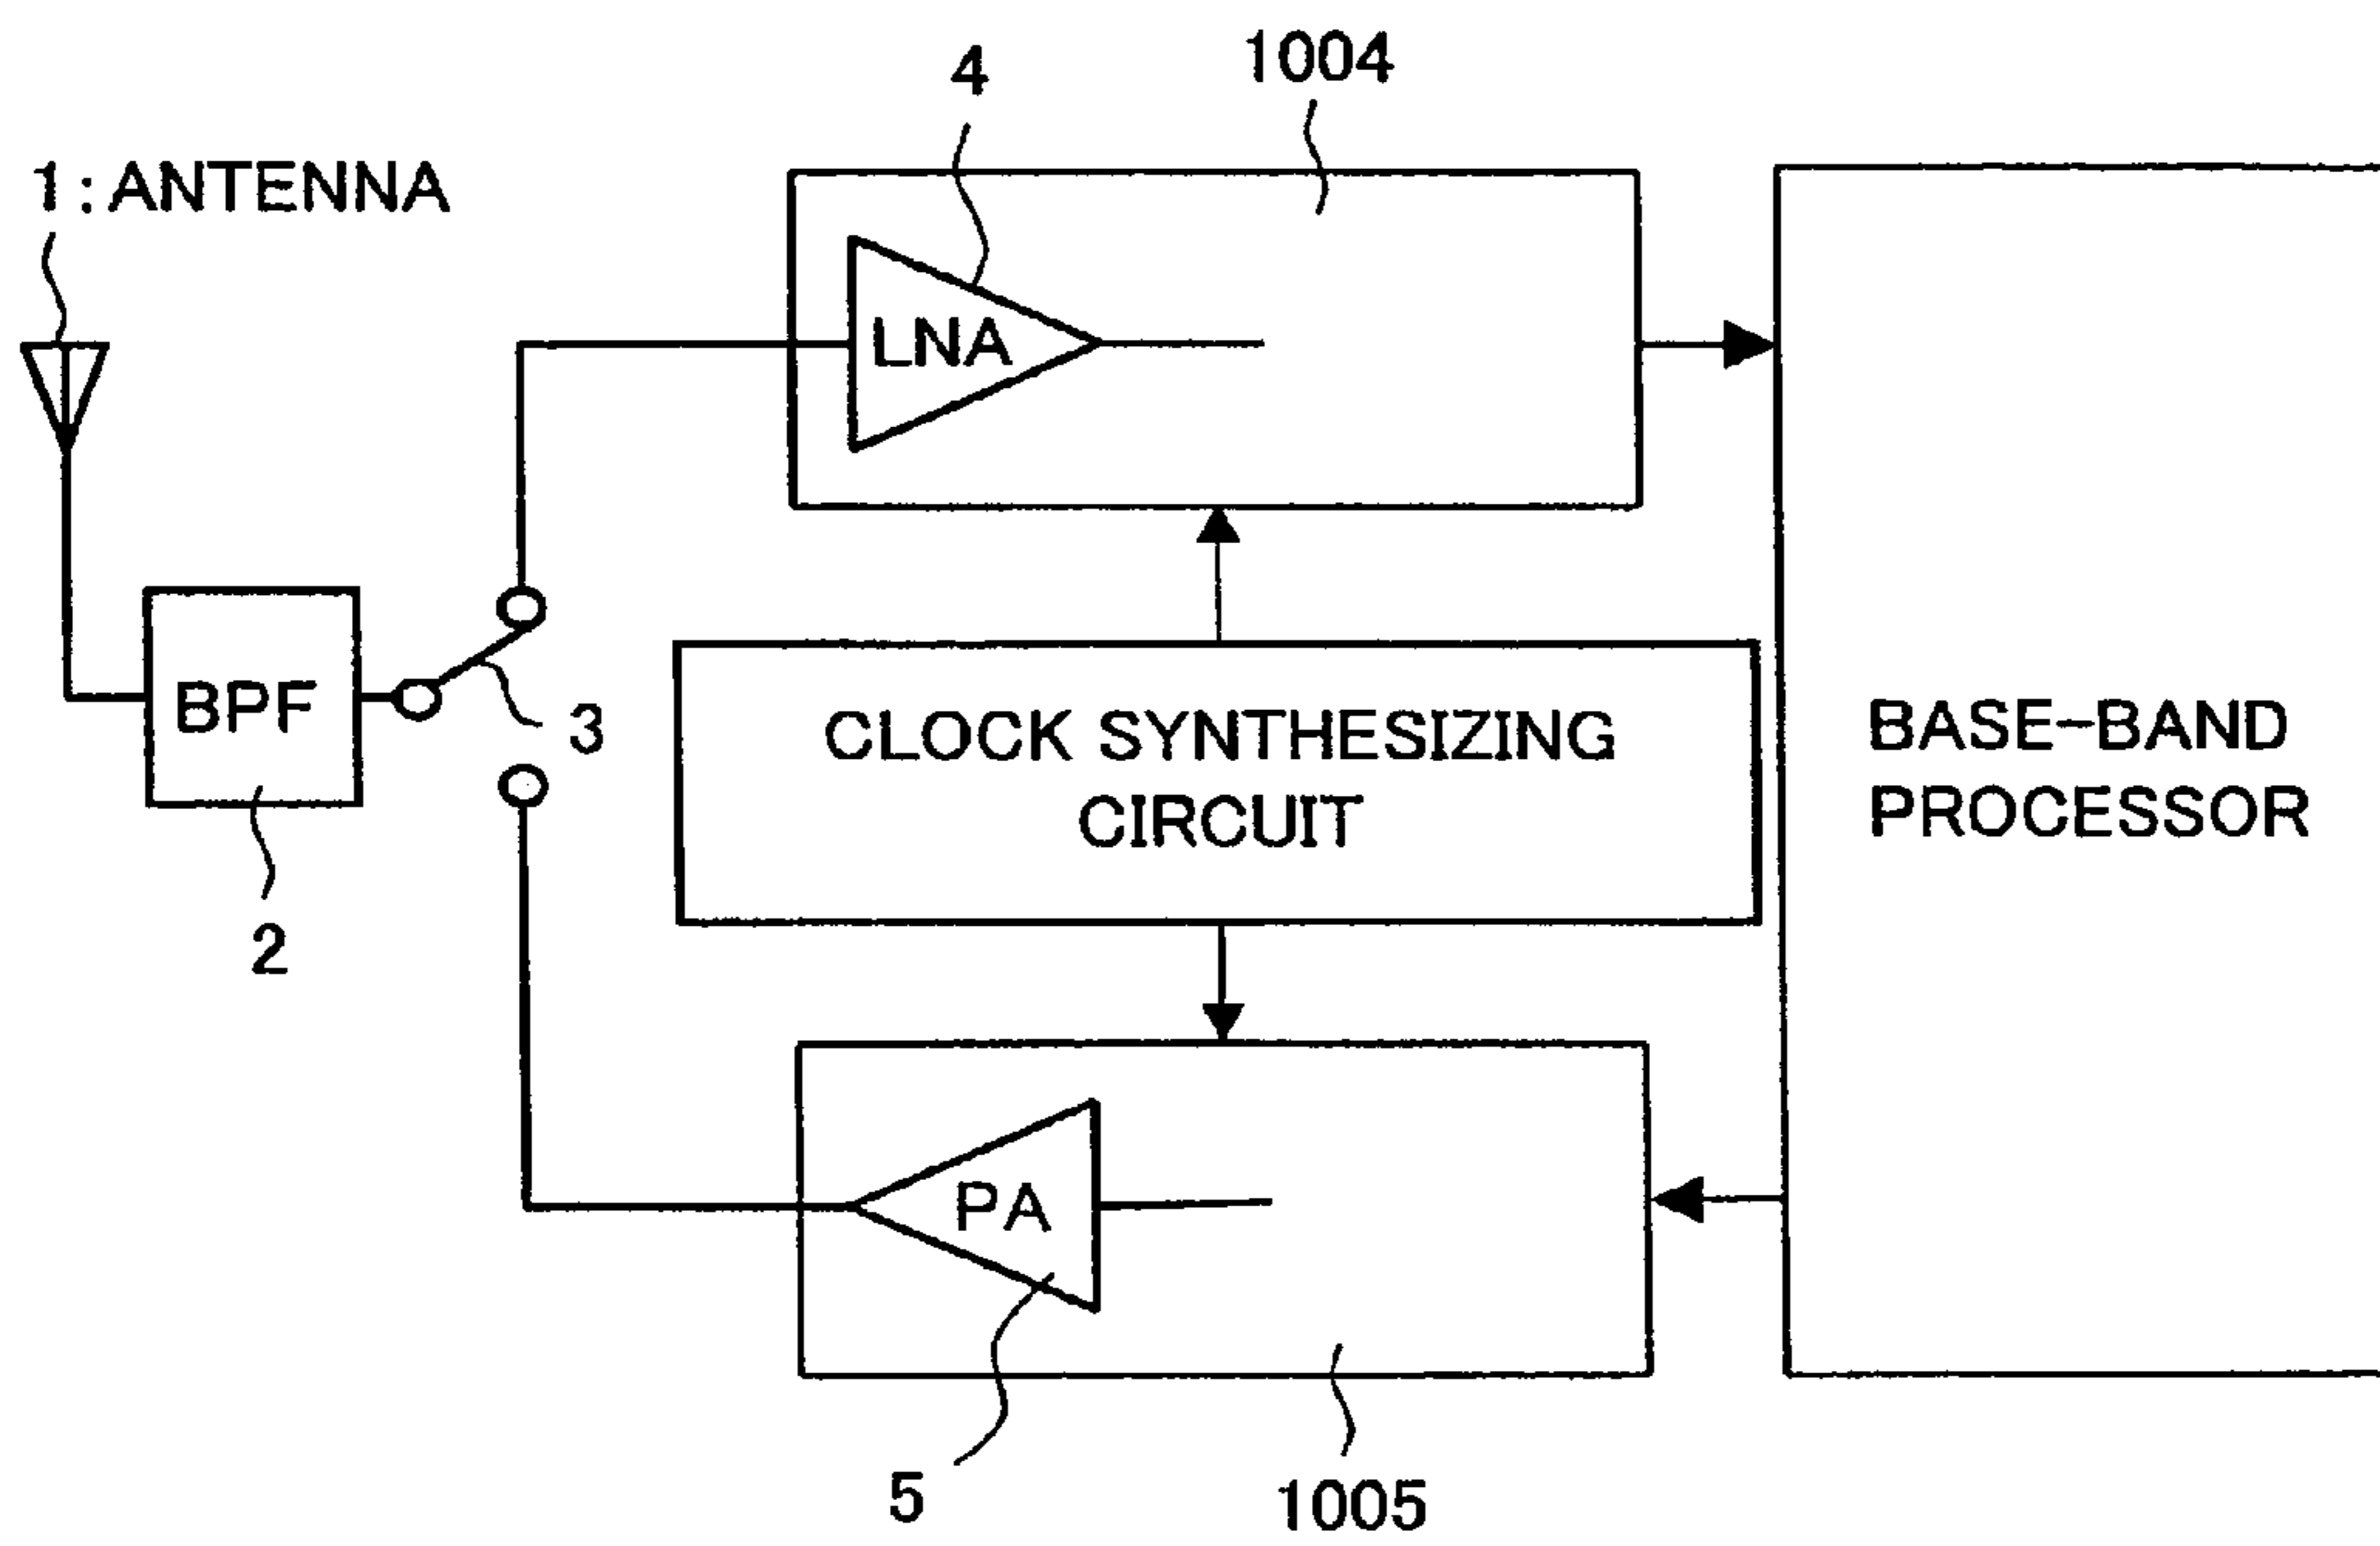 4
1004
1: ANTENNA
LNA
BPF
3
CLOCK SYNTHESIZING
CIRCUIT
BASE-BAND
PROCESSOR
2
PA
5
1005